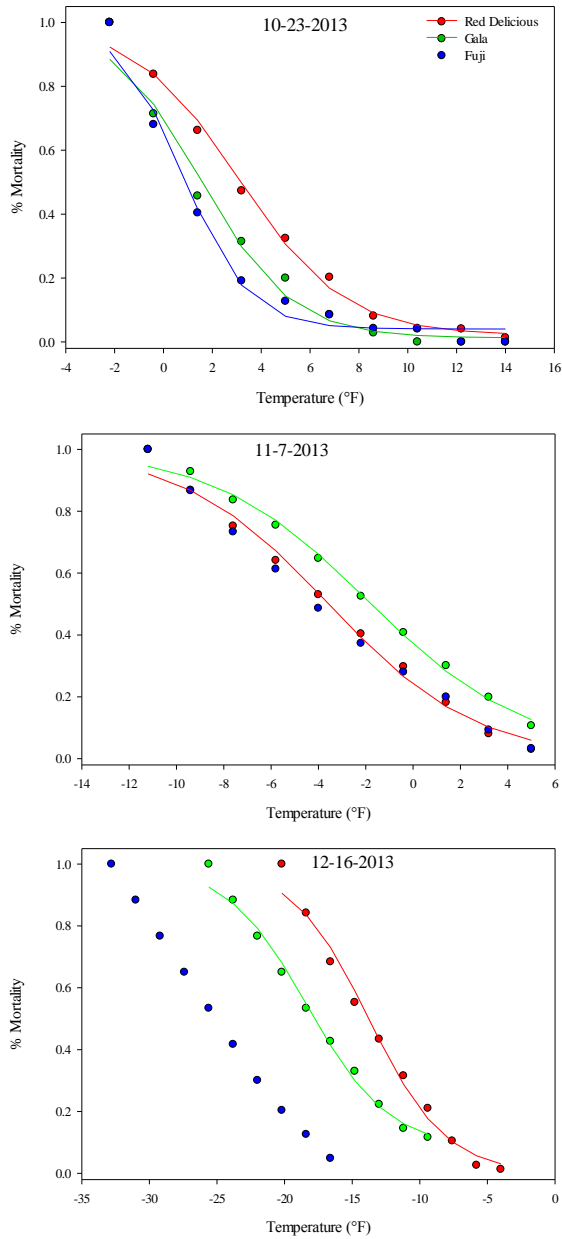 10-23-2013
Red Delicious
Gala
Fuji
% Mortality
1.0
0.8
0.6
0.4
0.2
0.0
-4 -2 0 2 4 6 8 10 12 14 16
Temperature (°F)
11-7-2013
% Mortality
1.0
0.8
0.6
0.4
0.2
0.0
-14 -12 -10 -8 -6 -4 -2 0 2 4 6
Temperature (°F)
12-16-2013
% Mortality
1.0
0.8
0.6
0.4
0.2
0.0
-35 -30 -25 -20 -15 -10 -5 0
Temperature (°F)